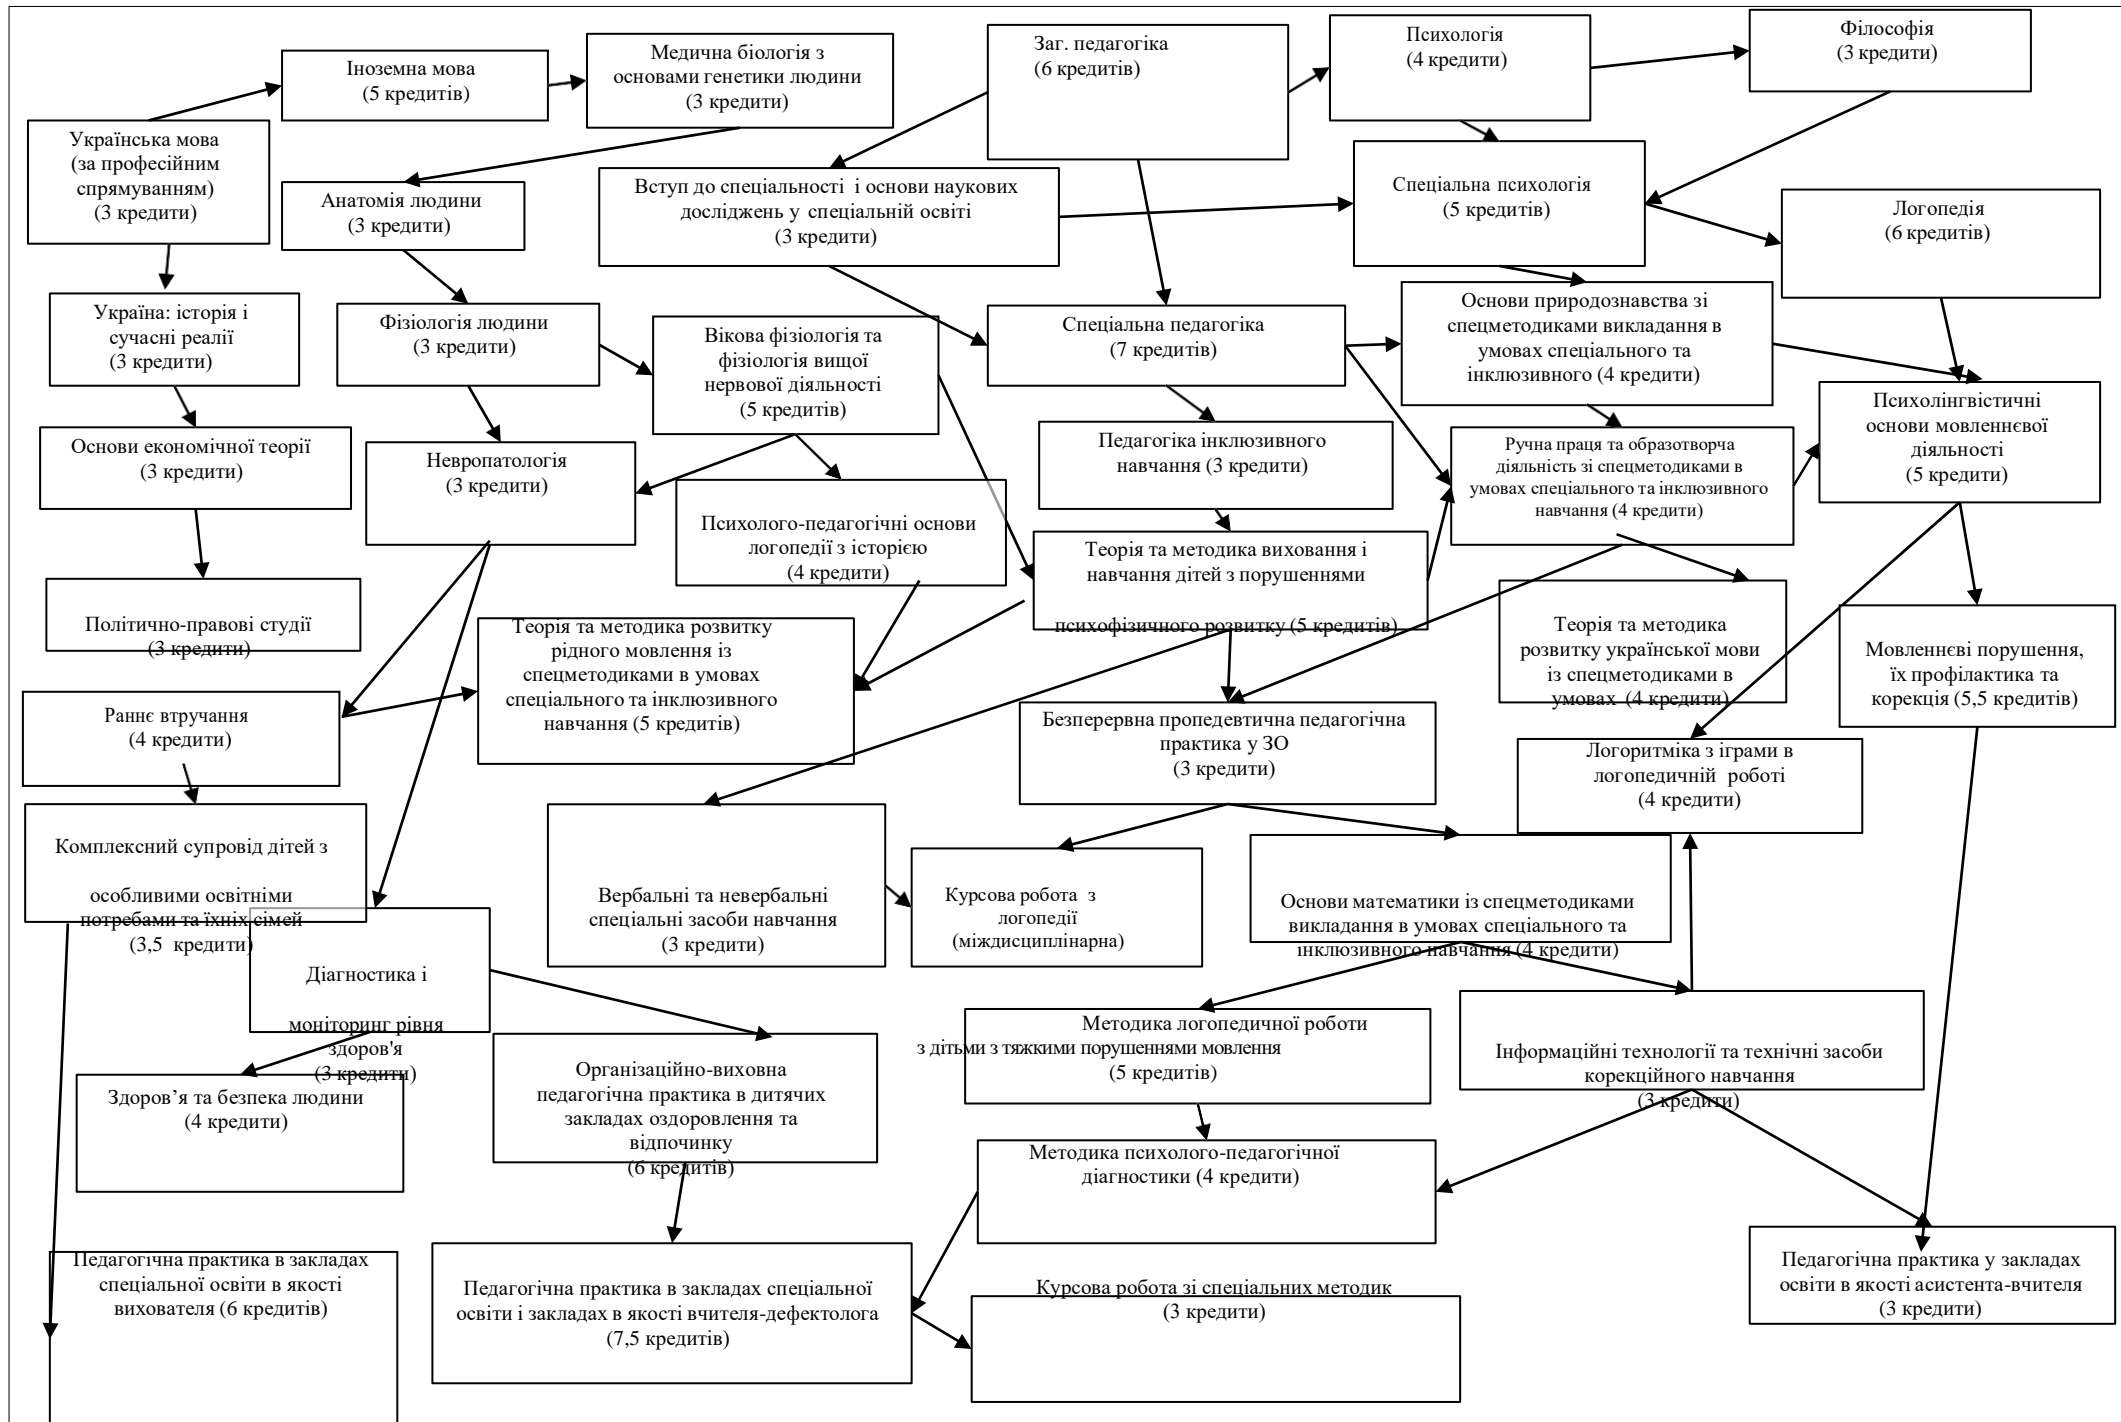 Іноземна мова
(5 кредитів)
Медична біологія з
основами генетики людини
(3 кредити)
Заг. педагогіка
(6 кредитів)
Психологія
(4 кредити)
Філософія
(3 кредити)
Українська мова
(за професійним
спрямуванням)
(3 кредити)
Анатомія людини
(3 кредити)
Вступ до спеціальності і основи наукових
досліджень у спеціальній освіті
(3 кредити)
Спеціальна психологія
(5 кредитів)
Логопедія
(6 кредитів)
Україна: історія і
сучасні реалії
(3 кредити)
Фізіологія людини
(3 кредити)
Вікова фізіологія та
фізіологія вищої
нервової діяльності
(5 кредитів)
Спеціальна педагогіка
(7 кредитів)
Основи природознавства зі
спецметодиками викладання в
умовах спеціального та
інклюзивного (4 кредити)
Психолінгвістичні
основи мовленнєвої
діяльності
(5 кредити)
Основи економічної теорії
(3 кредити)
Невропатологія
(3 кредити)
Педагогіка інклюзивного
навчання (3 кредити)
Ручна праця та образотворча
діяльність зі спецметодиками в
умовах спеціального та інклюзивного
навчання (4 кредити)
Психолого-педагогічні основи
логопедії з історією
(4 кредити)
Теорія та методика виховання і
навчання дітей з порушеннями
психофізичного розвитку (5 кредитів)
Політично-правові студії
(3 кредити)
Теорія та методика розвитку
рідного мовлення із
спецметодиками в умовах
спеціального та інклюзивного
навчання (5 кредитів)
Теорія та методика
розвитку української мови
із спецметодиками в
умовах (4 кредити)
Мовленнєві порушення,
їх профілактика та
корекція (5,5 кредитів)
Раннє втручання
(4 кредити)
Безперервна пропедевтична педагогічна
практика у ЗО
(3 кредити)
Логоритміка з іграми в
логопедичній роботі
(4 кредити)
Комплексний супровід дітей з
особливими освітніми
потребами та їхніх сімей
(3,5 кредити)
Вербальні та невербальні
спеціальні засоби навчання
(3 кредити)
Курсова робота з
логопедії
(міждисциплінарна)
Основи математики із спецметодиками
викладання в умовах спеціального та
інклюзивного навчання (4 кредити)
Діагностика і
моніторинг рівня
здоров'я
(3 кредити)
Організаційно-виховна
педагогічна практика в дитячих
закладах оздоровлення та
відпочинку
(6 кредитів)
Методика логопедичної роботи
з дітьми з тяжкими порушеннями мовлення
(5 кредитів)
Інформаційні технології та технічні засоби
корекційного навчання
(3 кредити)
Здоров’я та безпека людини
(4 кредити)
Методика психолого-педагогічної
діагностики (4 кредити)
Педагогічна практика в закладах
спеціальної освіти в якості
вихователя (6 кредитів)
Педагогічна практика в закладах спеціальної
освіти і закладах в якості вчителя-дефектолога
(7,5 кредитів)
Курсова робота зі спеціальних методик
(3 кредити)
Педагогічна практика у закладах
освіти в якості асистента-вчителя
(3 кредити)